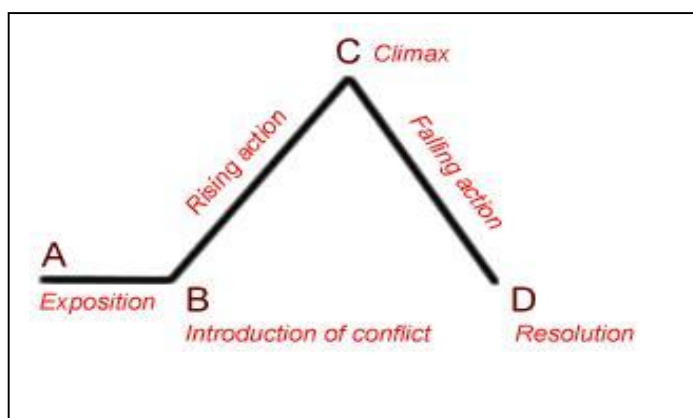 C Climax
Rising action
Falling action
A
Exposition
B
Introduction of conflict
D
Resolution